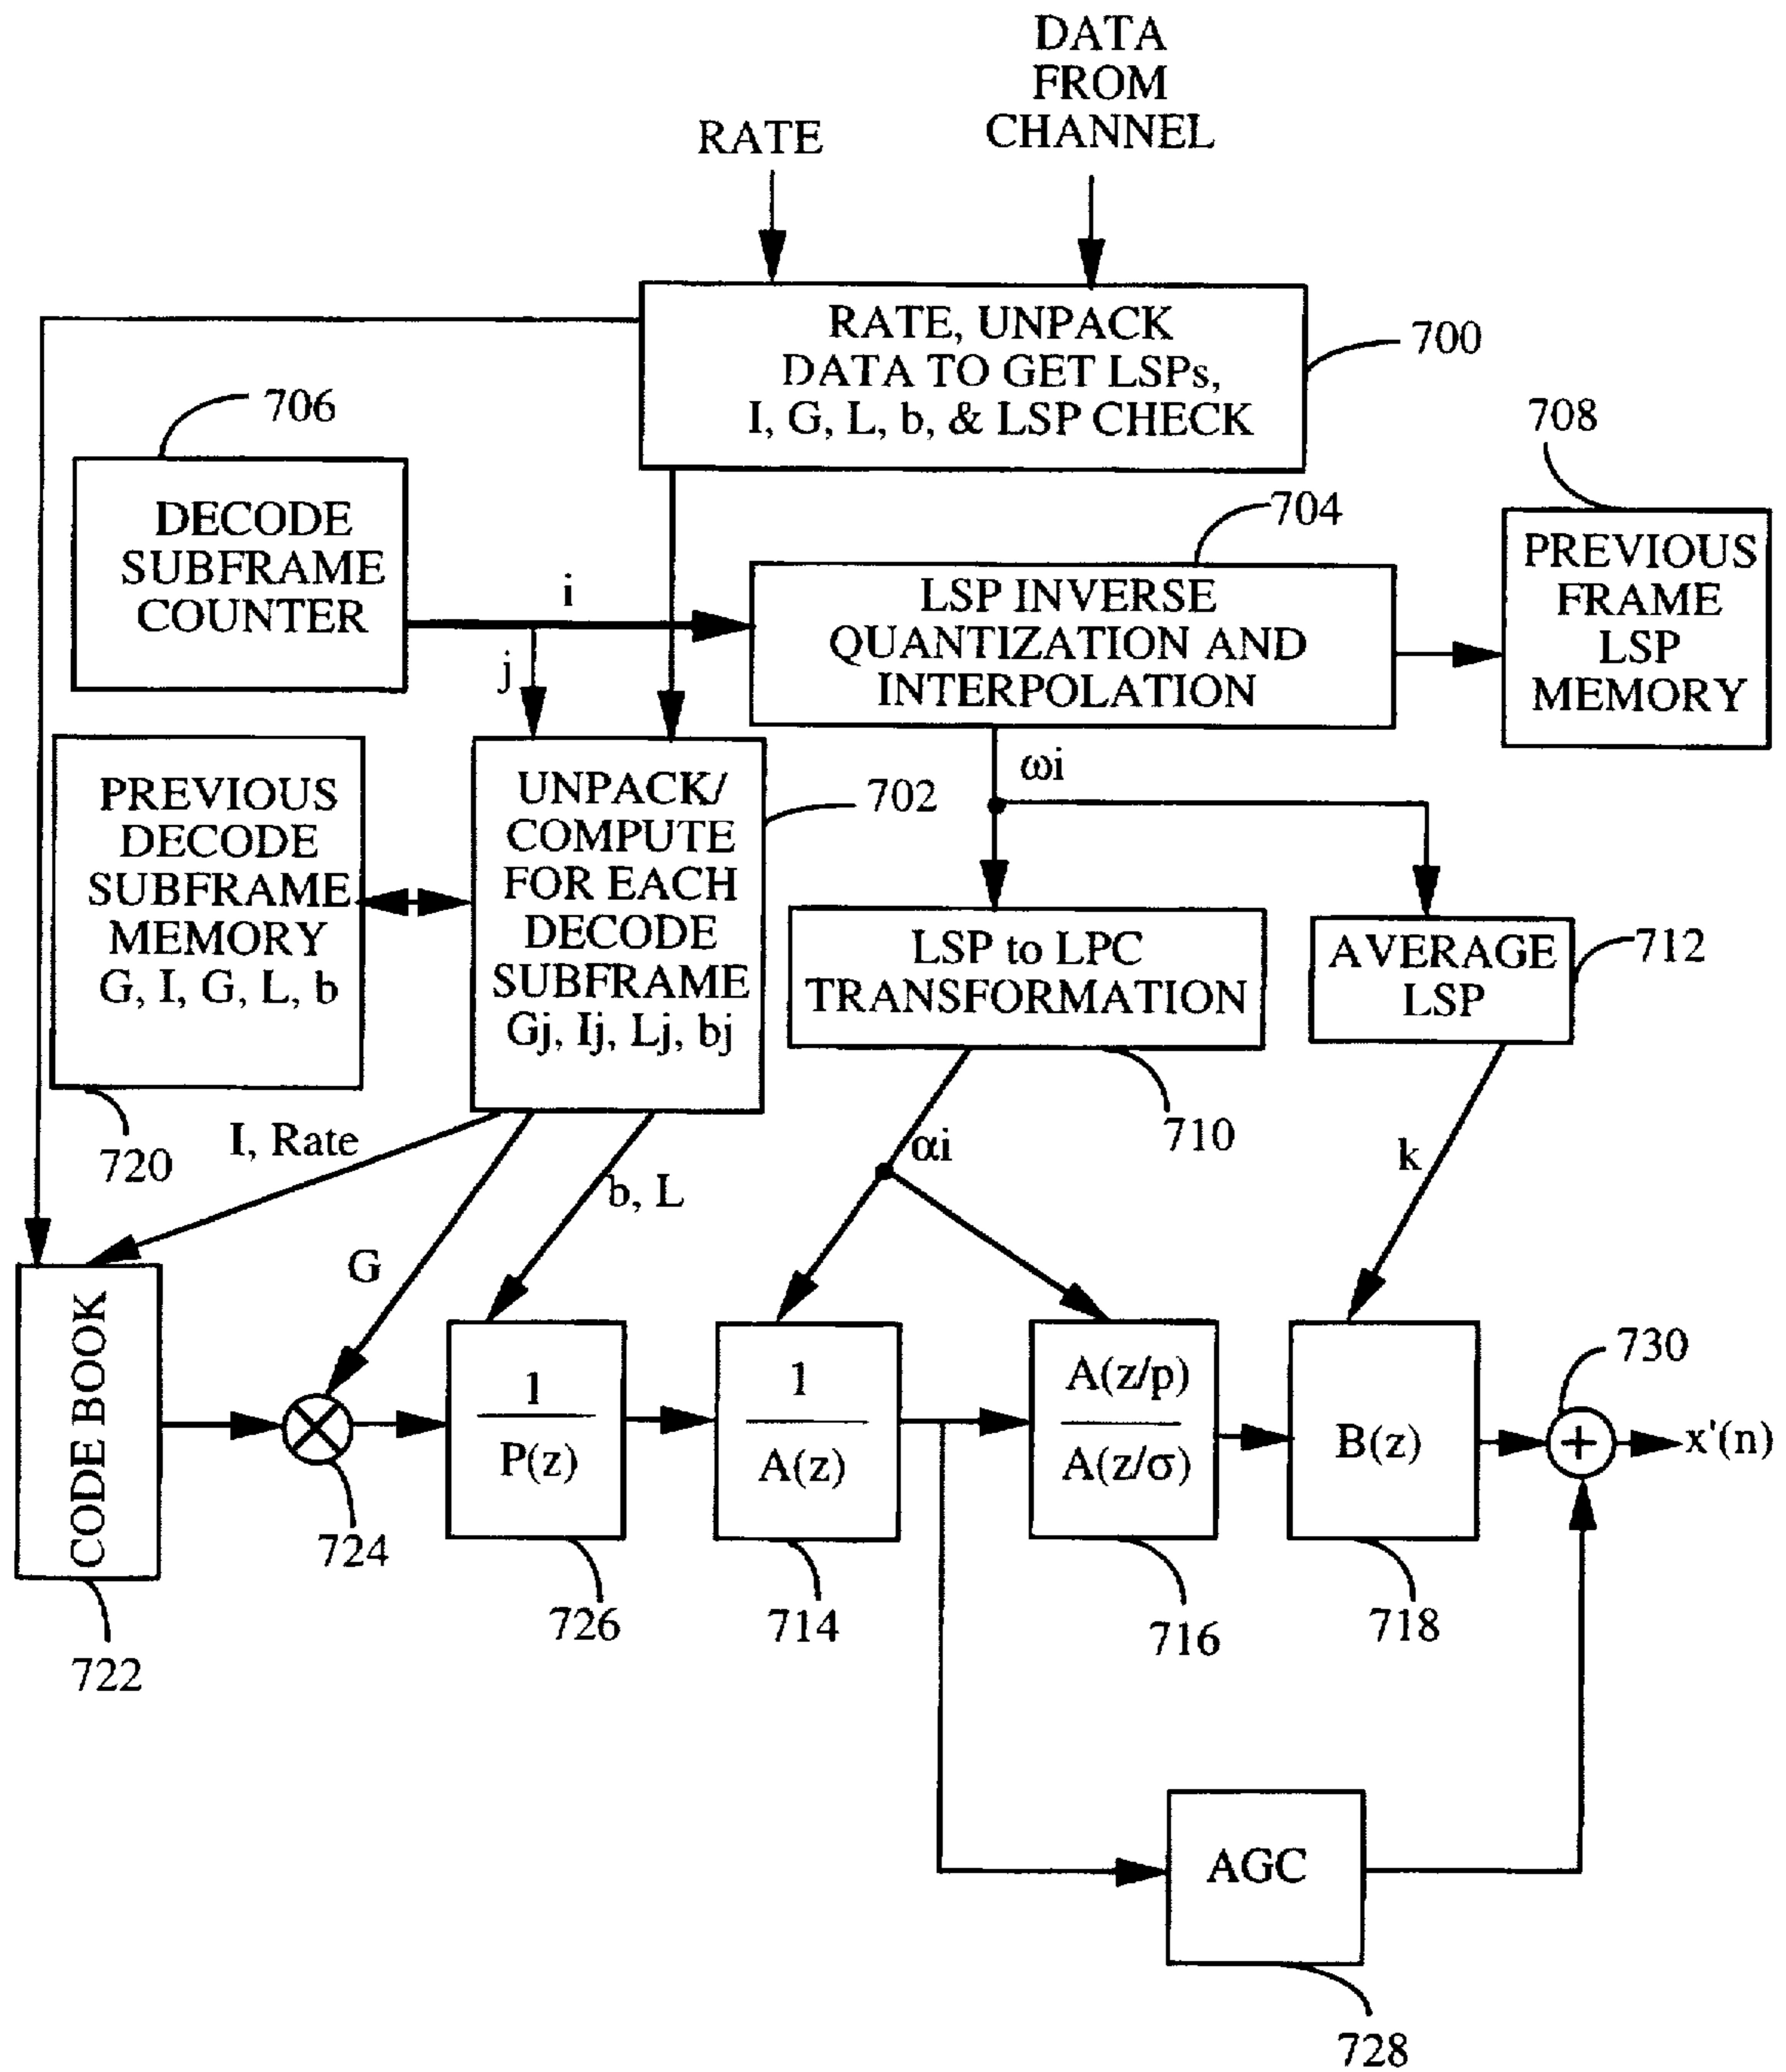 DATA
FROM
CHANNEL
RATE
RATE, UNPACK
DATA TO GET LSPs,
I, G, L, b, & LSP CHECK
700
706
DECODE
SUBFRAME
COUNTER
i
j
704
LSP INVERSE
QUANTIZATION AND
INTERPOLATION
708
PREVIOUS
FRAME
LSP
MEMORY
PREVIOUS
DECODE
SUBFRAME
MEMORY
G, I, G, L, b
720
UNPACK/
COMPUTE
FOR EACH
DECODE
SUBFRAME
Gj, Ij, Lj, bj
702
ωi
LSP to LPC
TRANSFORMATION
710
AVERAGE
LSP
712
I, Rate
G
b, L
αi
k
CODE BOOK
722
724
1
P(z)
726
1
A(z)
714
A(z/p)
A(z/σ)
716
B(z)
718
730
+
x'(n)
AGC
728